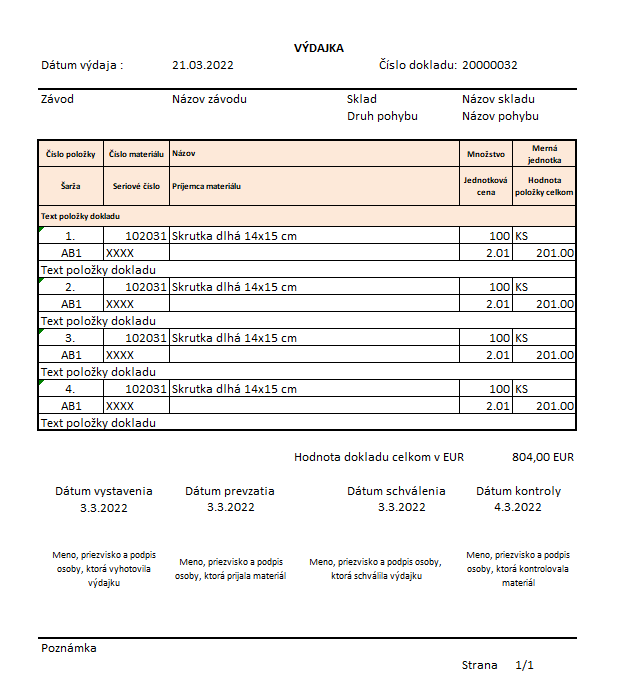 VÝDAJKA
Dátum výdaja : 21.03.2022 Číslo dokladu: 20000032
Závod Názov závodu Sklad Názov skladu
Druh pohybu Názov pohybu
Číslo položky Číslo materiálu Názov Množstvo Merná jednotka
Šarža Seriové číslo Príjemca materiálu Jednotková cena Hodnota položky celkom
Text položky dokladu
1. 102031 Skrutka dlhá 14x15 cm 100 KS
AB1 XXXX 2.01 201.00
Text položky dokladu
2. 102031 Skrutka dlhá 14x15 cm 100 KS
AB1 XXXX 2.01 201.00
Text položky dokladu
3. 102031 Skrutka dlhá 14x15 cm 100 KS
AB1 XXXX 2.01 201.00
Text položky dokladu
4. 102031 Skrutka dlhá 14x15 cm 100 KS
AB1 XXXX 2.01 201.00
Text položky dokladu
Hodnota dokladu celkom v EUR 804,00 EUR
Dátum vystavenia Dátum prevzatia Dátum schválenia Dátum kontroly
3.3.2022 3.3.2022 3.3.2022 4.3.2022
Meno, priezvisko a podpis osoby, ktorá vyhotovila výdajku
Meno, priezvisko a podpis osoby, ktorá prijala materiál
Meno, priezvisko a podpis osoby, ktorá schválila výdajku
Meno, priezvisko a podpis osoby, ktorá kontrolovala materiál
Poznámka
Strana 1/1